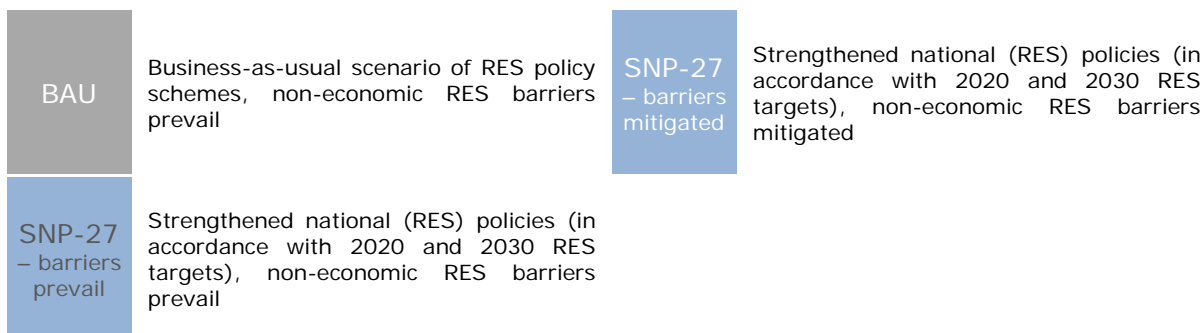 BAU
Business-as-usual scenario of RES policy
schemes, non-economic RES barriers
prevail
SNP-27
– barriers
mitigated
Strengthened national (RES) policies (in
accordance with 2020 and 2030 RES
targets), non-economic RES barriers
mitigated
SNP-27
– barriers
prevail
Strengthened national (RES) policies (in
accordance with 2020 and 2030 RES
targets), non-economic RES barriers
prevail